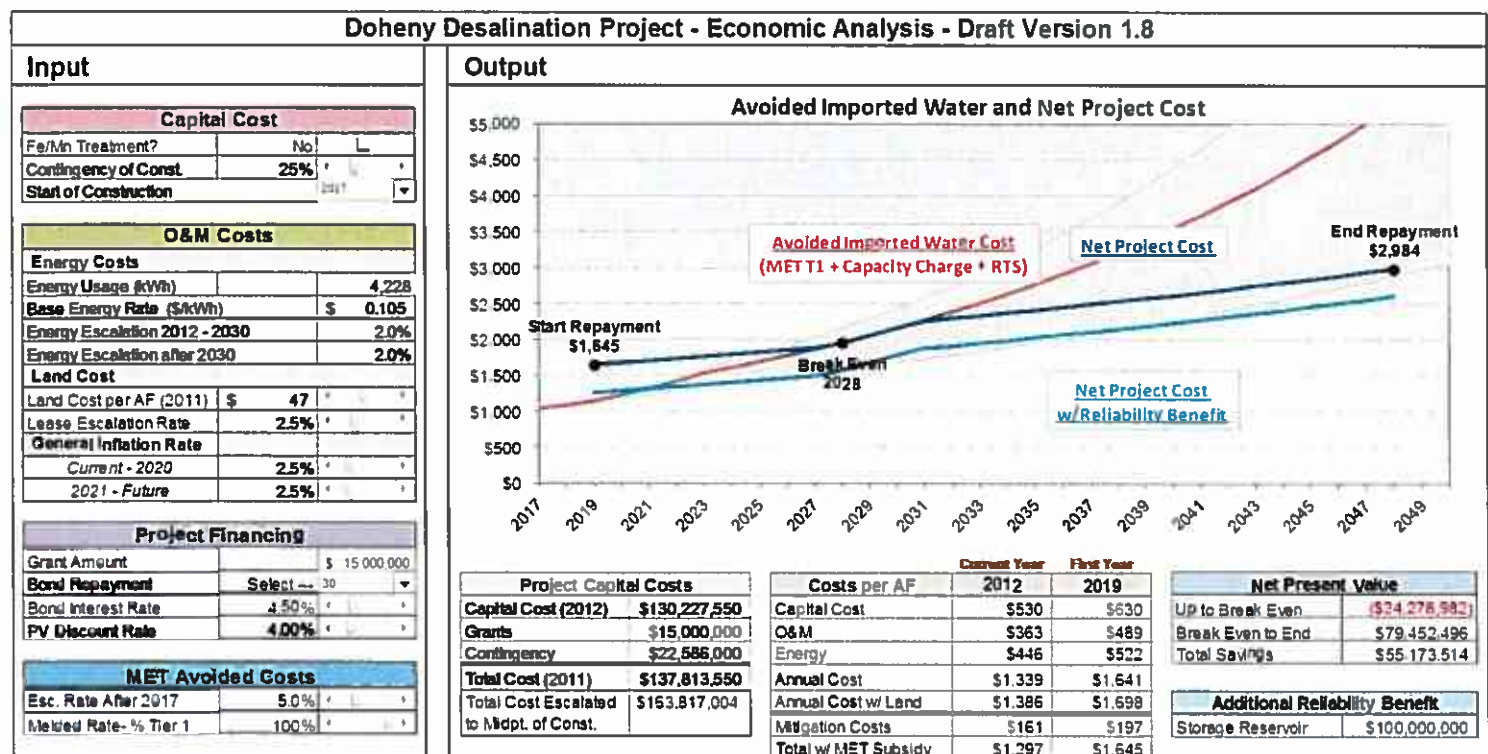 Doheny Desalination Project - Economic Analysis - Draft Version 1.8
Input
Capital Cost
Fe/Mn Treatment? No
Contingency of Const. 25%
Start of Construction 2017
O&M Costs
Energy Costs
Energy Usage (kWh) 4,228
Base Energy Rate ($/kWh) $ 0.105
Energy Escalation 2012 - 2030 2.0%
Energy Escalation after 2030 2.0%
Land Cost
Land Cost per AF (2011) $ 47
Lease Escalation Rate 2.5%
General Inflation Rate
Current - 2020 2.5%
2021 - Future 2.5%
Project Financing
Grant Amount $ 15 000,000
Bond Repayment Select -- 30
Bond Interest Rate 4.50%
PV Discount Rate 4.00%
MET Avoided Costs
Esc. Rate After 2017 5.0%
Melded Rate- % Tier 1 100%
Output
Avoided Imported Water and Net Project Cost
$5,000
$4,500
$4 000
$3 500
$3 000
$2 500
$2 000
$1 500
$1 000
$500
$0
Avoided Imported Water Cost
(MET T1 + Capacity Charge + RTS)
Net Project Cost
End Repayment
$2,984
Start Repayment
$1,645
Break Even
2028
Net Project Cost
w/Reliability Benefit
2017 2019 2021 2023 2025 2027 2029 2031 2033 2035 2037 2039 2041 2043 2045 2047 2049
Project Capital Costs
Capital Cost (2012) $130,227,550
Grants $15,000,000
Contingency $22,586,000
Total Cost (2011) $137,813,550
Total Cost Escalated $163,817,004
to Midpt. of Const.
Current Year First Year
Costs per AF 2012 2019
Capital Cost $530 $630
O&M $363 $489
Energy $446 $522
Annual Cost $1.339 $1,641
Annual Cost w/ Land $1,386 $1,698
Mitigation Costs $161 $197
Total w/ MET Subsidy $1,297 $1,645
Net Present Value
Up to Break Even ($24,278,982)
Break Even to End $79,452,496
Total Savings $55.173.514
Additional Reliability Benefit
Storage Reservoir $100,000,000